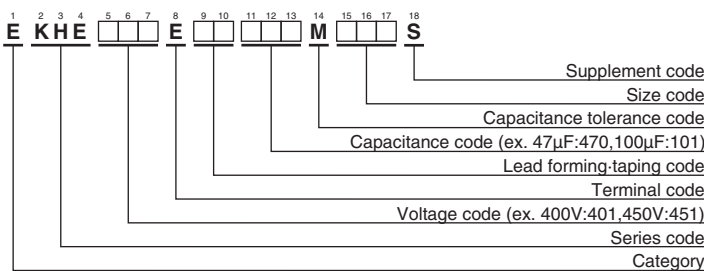 1 2 3 4 5 6 7 8 9 10 11 12 13 14 15 16 17 18
E KHE □□□ E □□ □□□ M □□□ S
Supplement code
Size code
Capacitance tolerance code
Capacitance code (ex. 47μF:470,100μF:101)
Lead forming·taping code
Terminal code
Voltage code (ex. 400V:401,450V:451)
Series code
Category